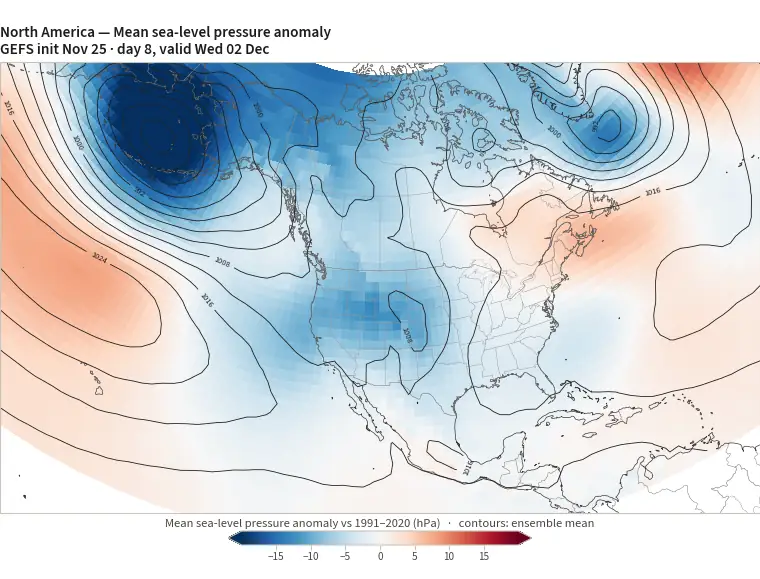 North America — Mean sea-level pressure anomaly
GEFS init Nov 25 · day 8, valid Wed 02 Dec
1016
1000
1000
1016
1024
1008
1016
1008
1016
Mean sea-level pressure anomaly vs 1991–2020 (hPa) · contours: ensemble mean
−15 −10 −5 0 5 10 15